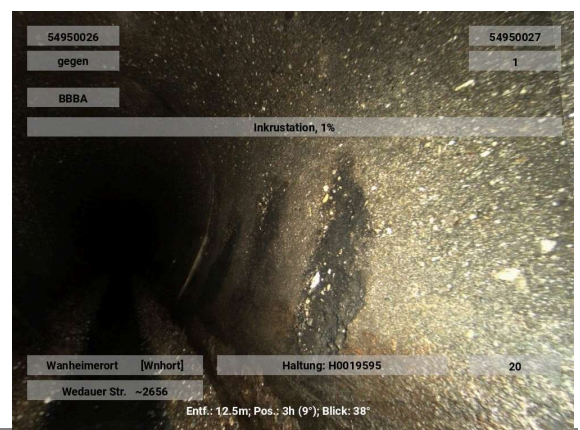 54950026 54950027
gegen 1
BBBA
Inkrustation, 1%
Wanheimerort [Wnhort] Haltung: H0019595 20
Wedauer Str. ~2656
Entf.: 12.5m; Pos.: 3h (9°); Blick: 38°